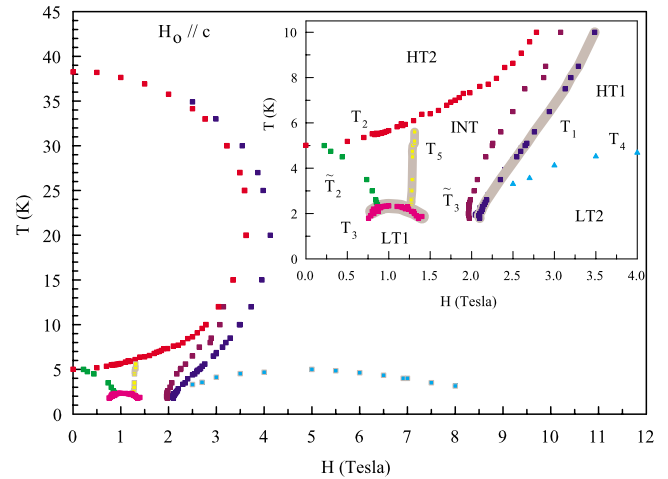 H₀ // c
T (K)
45
40
35
30
25
20
15
10
5
0
0 1 2 3 4 5 6 7 8 9 10 11 12
H (Tesla)
T (K)
10
8
6
4
2
0
0.0 0.5 1.0 1.5 2.0 2.5 3.0 3.5 4.0
H (Tesla)
HT2
HT1
T₂
INT
T₁
T₄
T₅
T̃₂
T̃₃
T₃
LT1
LT2